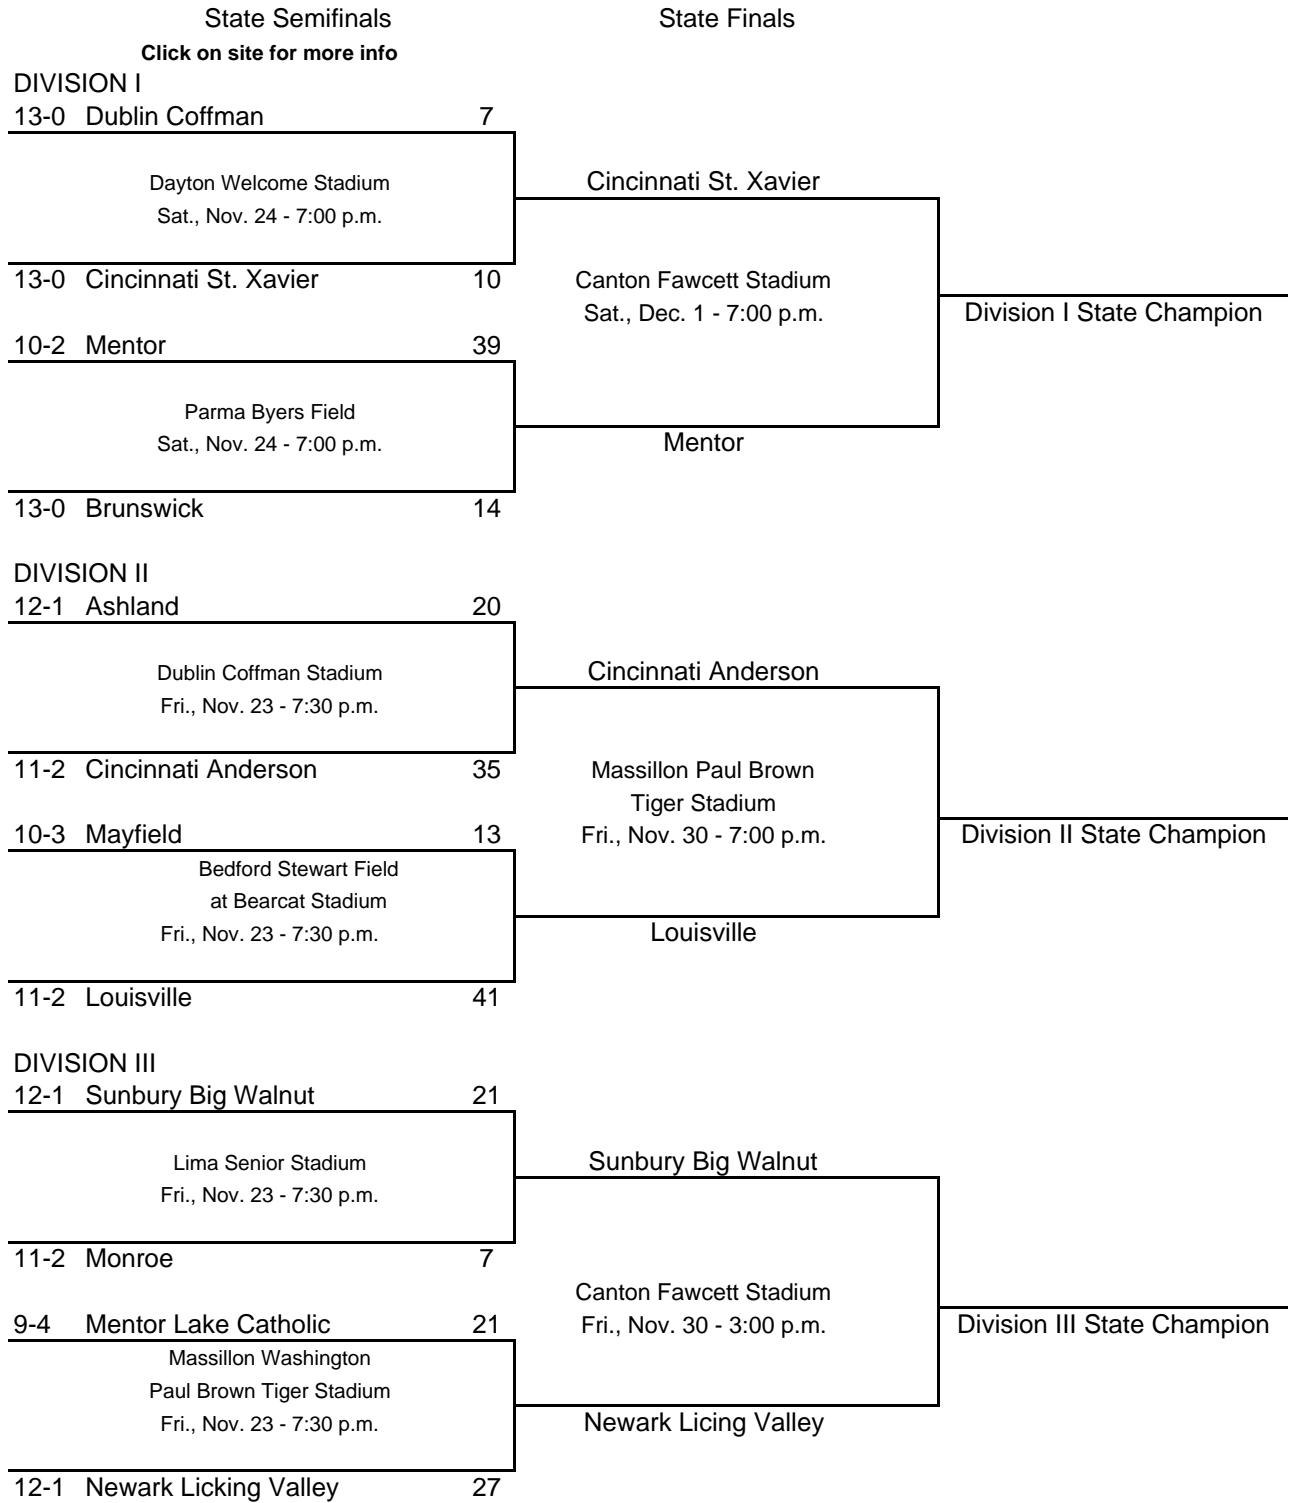 State Semifinals State Finals
Click on site for more info
DIVISION I
13-0 Dublin Coffman 7
Dayton Welcome Stadium Cincinnati St. Xavier
Sat., Nov. 24 - 7:00 p.m.
13-0 Cincinnati St. Xavier 10 Canton Fawcett Stadium
Sat., Dec. 1 - 7:00 p.m. Division I State Champion
10-2 Mentor 39
Parma Byers Field
Sat., Nov. 24 - 7:00 p.m. Mentor
13-0 Brunswick 14
DIVISION II
12-1 Ashland 20
Dublin Coffman Stadium Cincinnati Anderson
Fri., Nov. 23 - 7:30 p.m.
11-2 Cincinnati Anderson 35 Massillon Paul Brown
Tiger Stadium
10-3 Mayfield 13 Fri., Nov. 30 - 7:00 p.m. Division II State Champion
Bedford Stewart Field
at Bearcat Stadium
Fri., Nov. 23 - 7:30 p.m. Louisville
11-2 Louisville 41
DIVISION III
12-1 Sunbury Big Walnut 21
Lima Senior Stadium Sunbury Big Walnut
Fri., Nov. 23 - 7:30 p.m.
11-2 Monroe 7
Canton Fawcett Stadium
9-4 Mentor Lake Catholic 21 Fri., Nov. 30 - 3:00 p.m. Division III State Champion
Massillon Washington
Paul Brown Tiger Stadium
Fri., Nov. 23 - 7:30 p.m. Newark Licing Valley
12-1 Newark Licking Valley 27